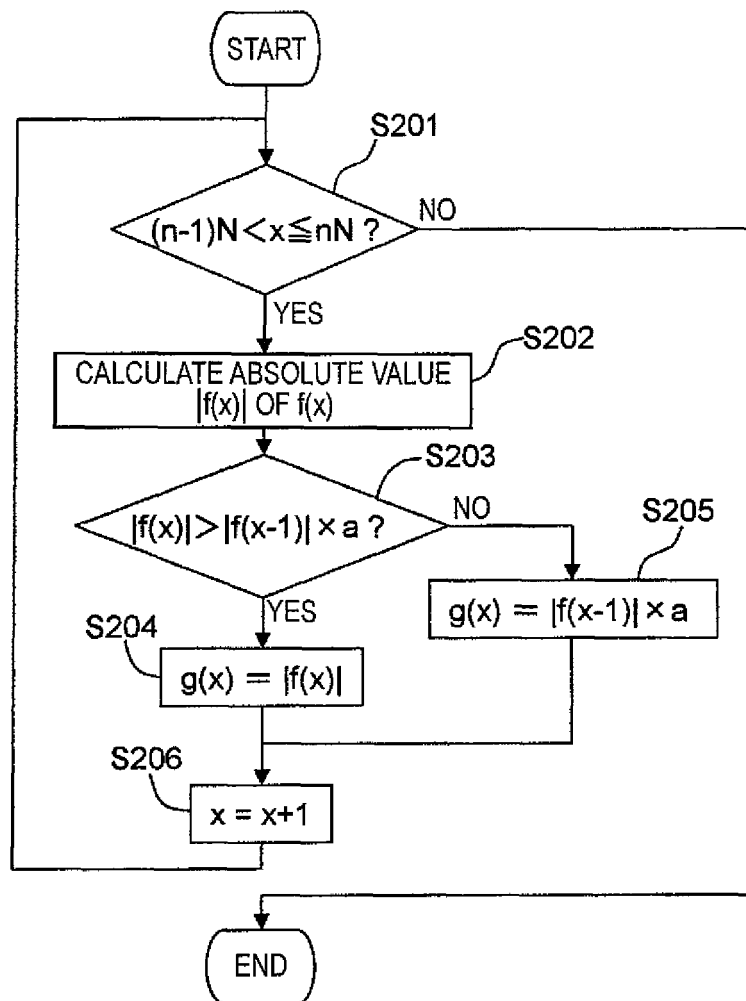 START
S201
(n-1)N<x≦nN ?
NO
YES
S202
CALCULATE ABSOLUTE VALUE
|f(x)| OF f(x)
S203
|f(x)|>|f(x-1)|×a ?
NO
S205
YES
g(x) = |f(x-1)|×a
S204
g(x) = |f(x)|
S206
x = x+1
END